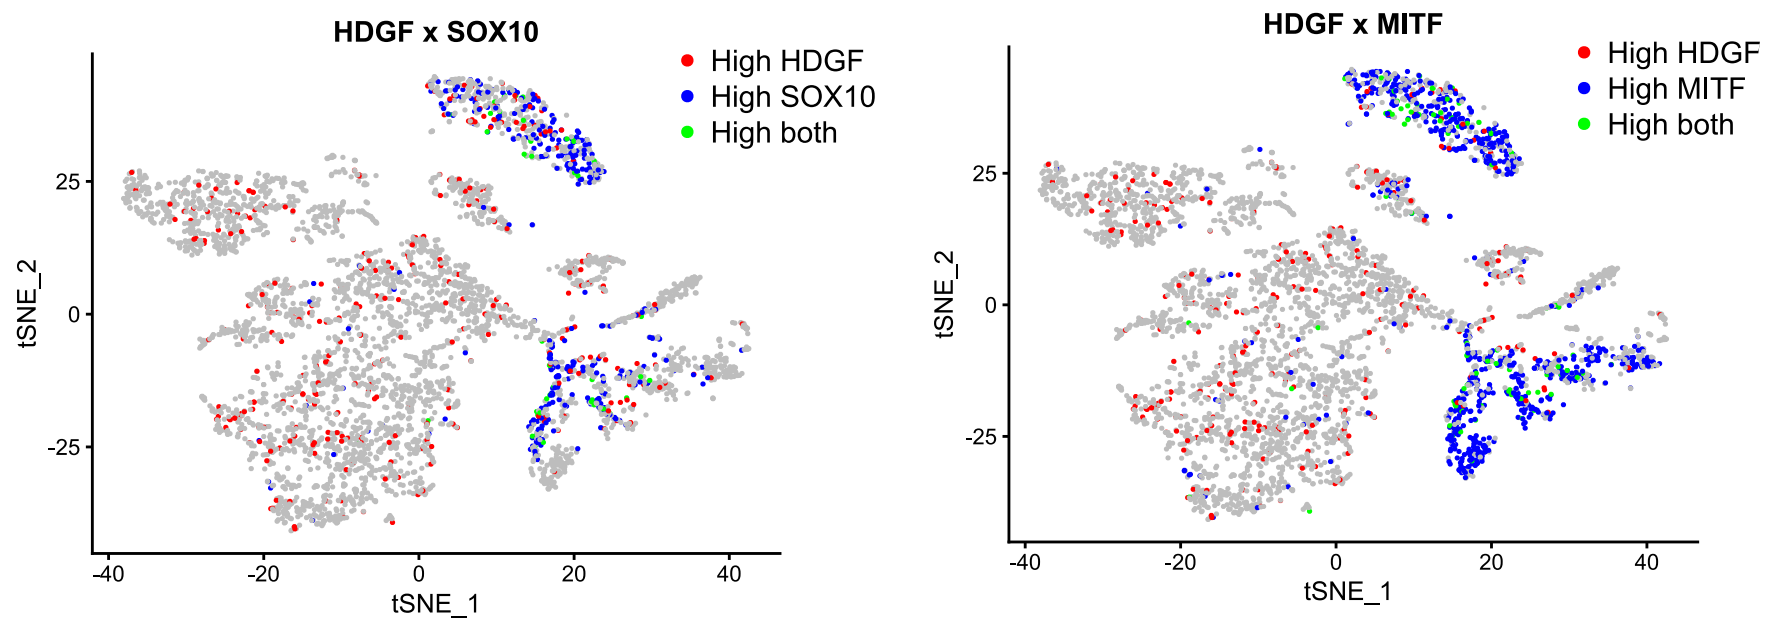 HDGF x SOX10
High HDGF
High SOX10
High both
25
0
-25
tSNE_2
-40
-20
0
20
40
tSNE_1
HDGF x MITF
High HDGF
High MITF
High both
25
0
-25
tSNE_2
-40
-20
0
20
40
tSNE_1